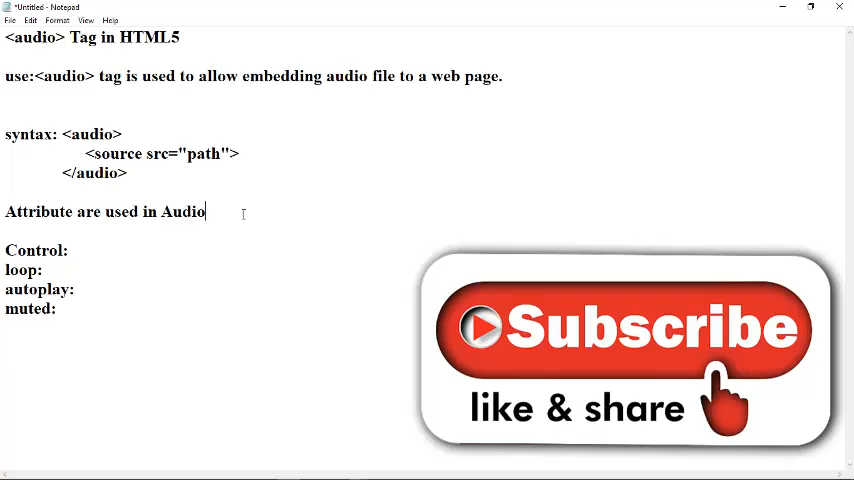 *Untitled - Notepad
File Edit Format View Help
<audio> Tag in HTML5
use:<audio> tag is used to allow embedding audio file to a web page.
syntax: <audio>
<source src="path">
</audio>
Attribute are used in Audio
Control:
loop:
autoplay:
muted:
Subscribe
like & share